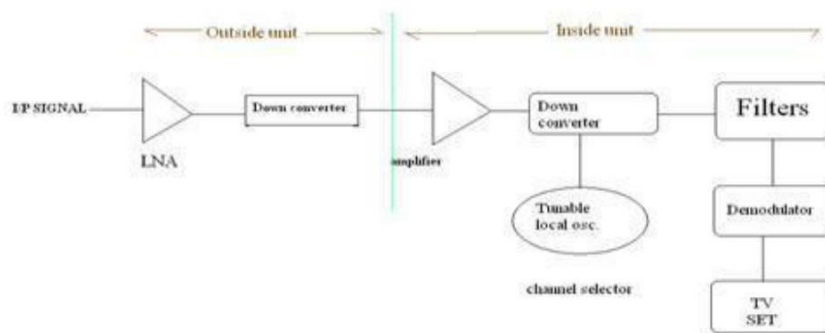 Outside unit
Inside unit
I/P SIGNAL
LNA
Down converter
amplifier
Down
converter
Filters
Tunable
local osc.
channel selector
Demodulator
TV
SET